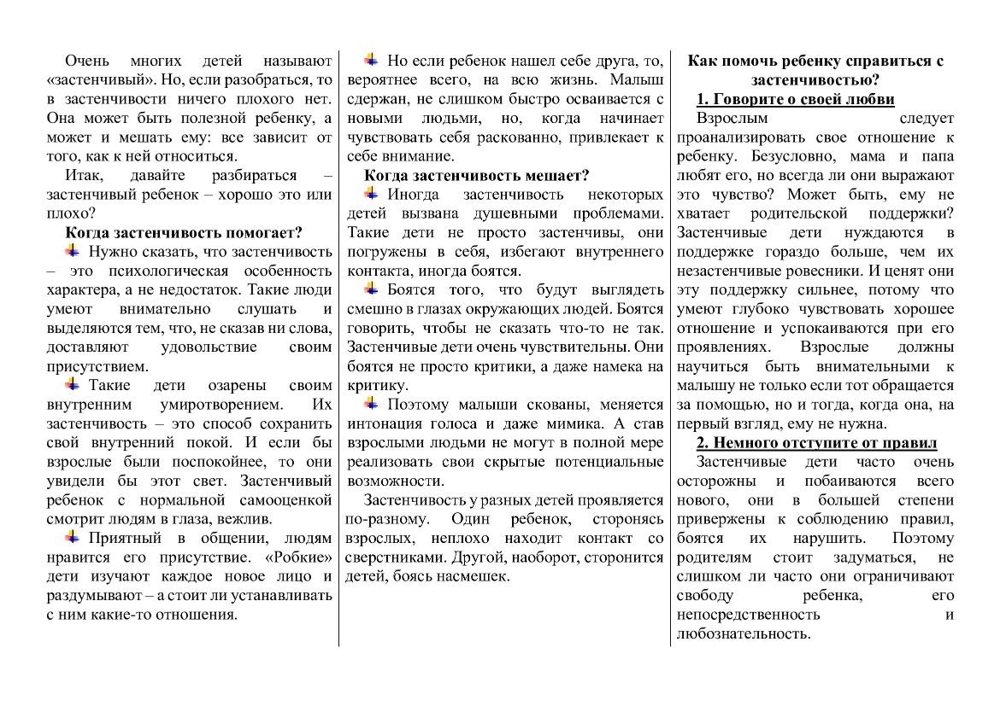 Очень многих детей называют
«застенчивый». Но, если разобраться, то
в застенчивости ничего плохого нет.
Она может быть полезной ребенку, а
может и мешать ему: все зависит от
того, как к ней относиться.
Итак, давайте разбираться –
застенчивый ребенок – хорошо это или
плохо?
Когда застенчивость помогает?
Нужно сказать, что застенчивость
– это психологическая особенность
характера, а не недостаток. Такие люди
умеют внимательно слушать и
выделяются тем, что, не сказав ни слова,
доставляют удовольствие своим
присутствием.
Такие дети озарены своим
внутренним умиротворением. Их
застенчивость – это способ сохранить
свой внутренний покой. И если бы
взрослые были поспокойнее, то они
увидели бы этот свет. Застенчивый
ребенок с нормальной самооценкой
смотрит людям в глаза, вежлив.
Приятный в общении, людям
нравится его присутствие. «Робкие»
дети изучают каждое новое лицо и
раздумывают – а стоит ли устанавливать
с ним какие-то отношения.
Но если ребенок нашел себе друга, то,
вероятнее всего, на всю жизнь. Малыш
сдержан, не слишком быстро осваивается с
новыми людьми, но, когда начинает
чувствовать себя раскованно, привлекает к
себе внимание.
Когда застенчивость мешает?
Иногда застенчивость некоторых
детей вызвана душевными проблемами.
Такие дети не просто застенчивы, они
погружены в себя, избегают внутреннего
контакта, иногда боятся.
Боятся того, что будут выглядеть
смешно в глазах окружающих людей. Боятся
говорить, чтобы не сказать что-то не так.
Застенчивые дети очень чувствительны. Они
боятся не просто критики, а даже намека на
критику.
Поэтому малыши скованы, меняется
интонация голоса и даже мимика. А став
взрослыми людьми не могут в полной мере
реализовать свои скрытые потенциальные
возможности.
Застенчивость у разных детей проявляется
по-разному. Один ребенок, сторонясь
взрослых, неплохо находит контакт со
сверстниками. Другой, наоборот, сторонится
детей, боясь насмешек.
Как помочь ребенку справиться с
застенчивостью?
1. Говорите о своей любви
Взрослым следует
проанализировать свое отношение к
ребенку. Безусловно, мама и папа
любят его, но всегда ли они выражают
это чувство? Может быть, ему не
хватает родительской поддержки?
Застенчивые дети нуждаются в
поддержке гораздо больше, чем их
незастенчивые ровесники. И ценят они
эту поддержку сильнее, потому что
умеют глубоко чувствовать хорошее
отношение и успокаиваются при его
проявлениях. Взрослые должны
научиться быть внимательными к
малышу не только если тот обращается
за помощью, но и тогда, когда она, на
первый взгляд, ему не нужна.
2. Немного отступите от правил
Застенчивые дети часто очень
осторожны и побаиваются всего
нового, они в большей степени
привержены к соблюдению правил,
боятся их нарушить. Поэтому
родителям стоит задуматься, не
слишком ли часто они ограничивают
свободу ребенка, его
непосредственность и
любознательность.